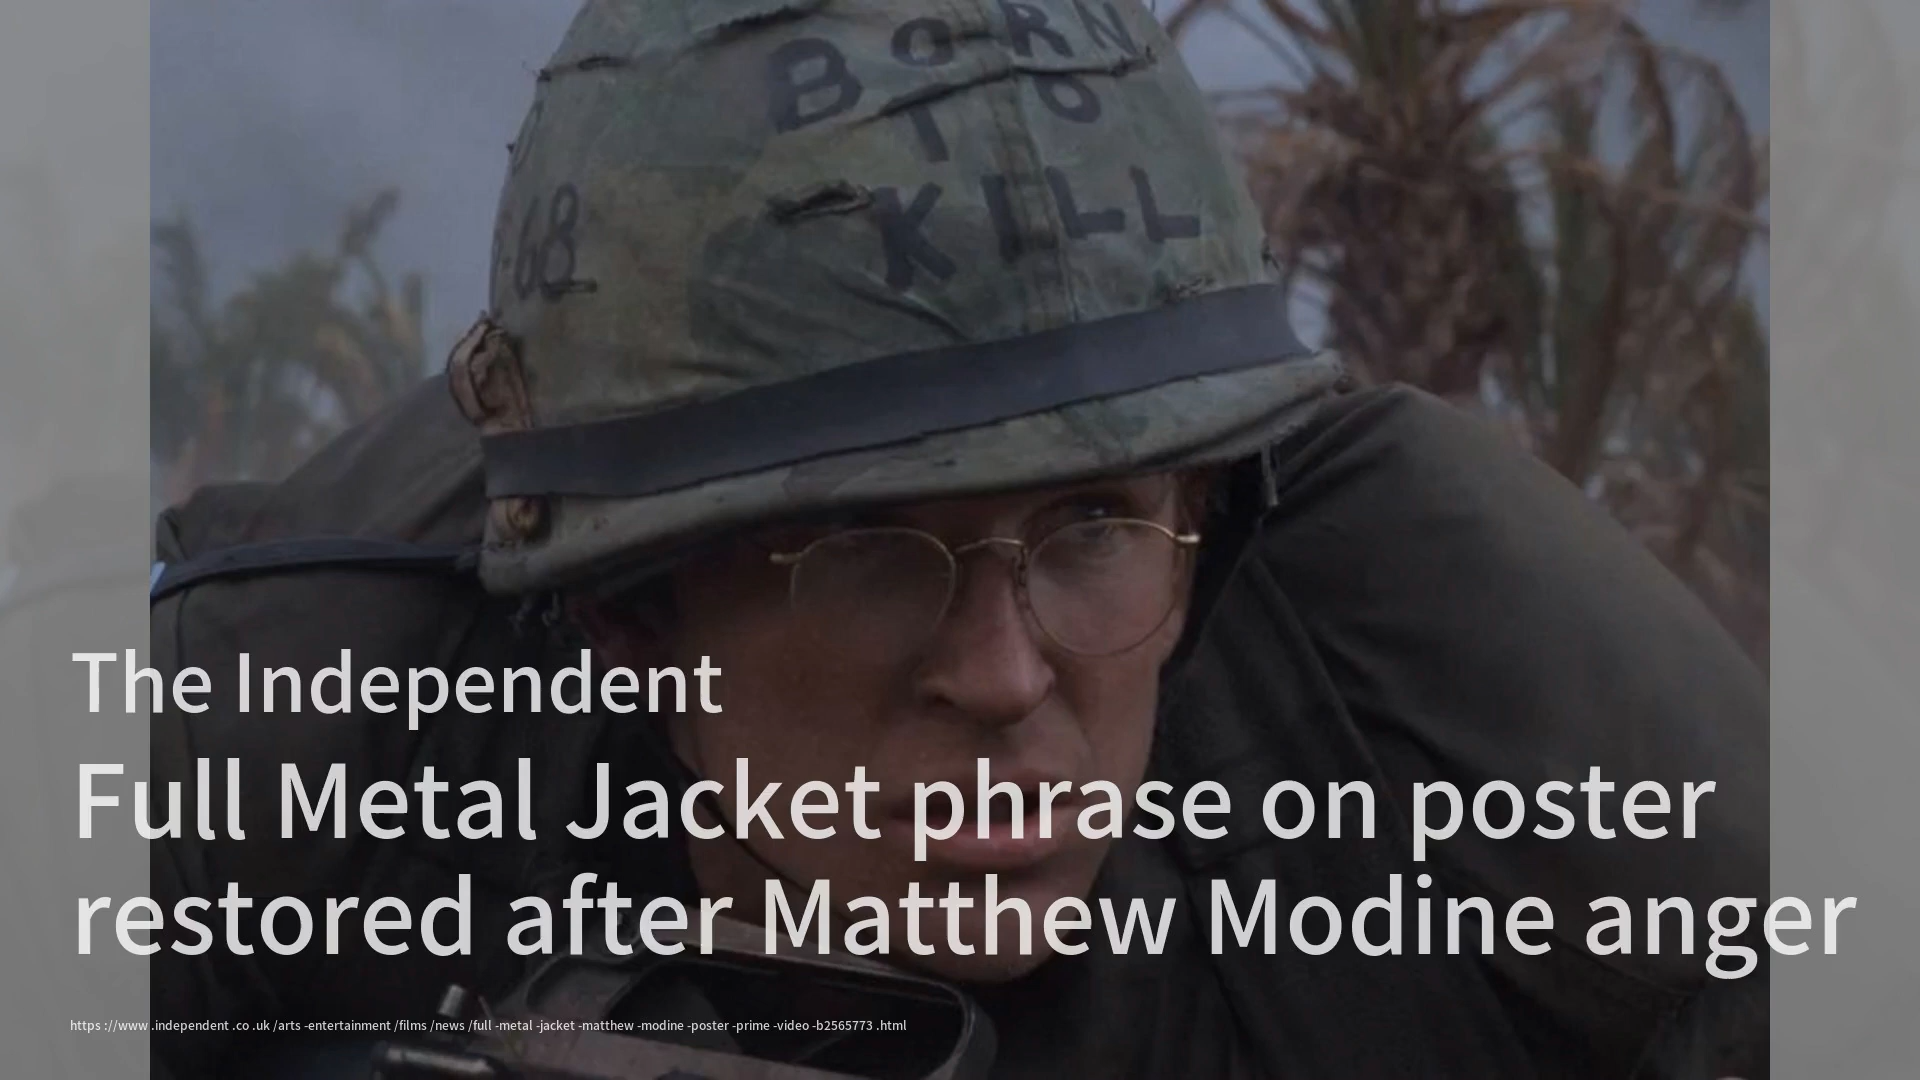 BORN
TO
KILL
68
The Independent
Full Metal Jacket phrase on poster
restored after Matthew Modine anger
https ://www .independent .co .uk /arts -entertainment /films /news /full -metal -jacket -matthew -modine -poster -prime -video -b2565773 .html